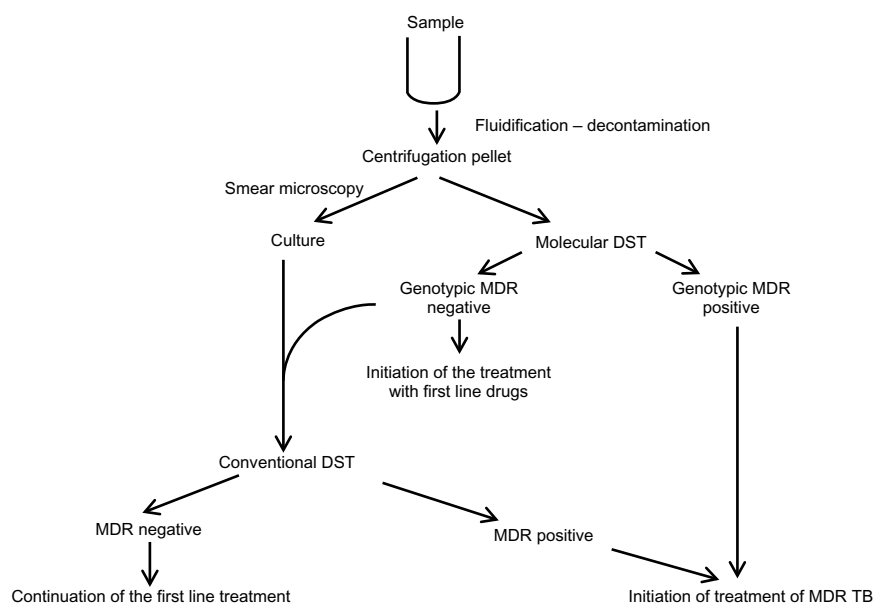 Sample
Fluidification – decontamination
Centrifugation pellet
Smear microscopy
Culture
Molecular DST
Genotypic MDR
negative
Genotypic MDR
positive
Initiation of the treatment
with first line drugs
Conventional DST
MDR negative
MDR positive
Continuation of the first line treatment
Initiation of treatment of MDR TB